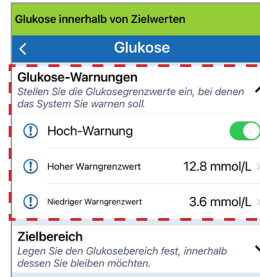 Glukose innerhalb von Zielwerten
Glukose
Glukose-Warnungen
Stellen Sie die Glukosegrenzwerte ein, bei denen
das System Sie warnen soll.
Hoch-Warnung
Hoher Warngrenzwert 12.8 mmol/L
Niedriger Warngrenzwert 3.6 mmol/L
Zielbereich
Legen Sie den Glukosebereich fest, innerhalb
dessen Sie bleiben möchten.